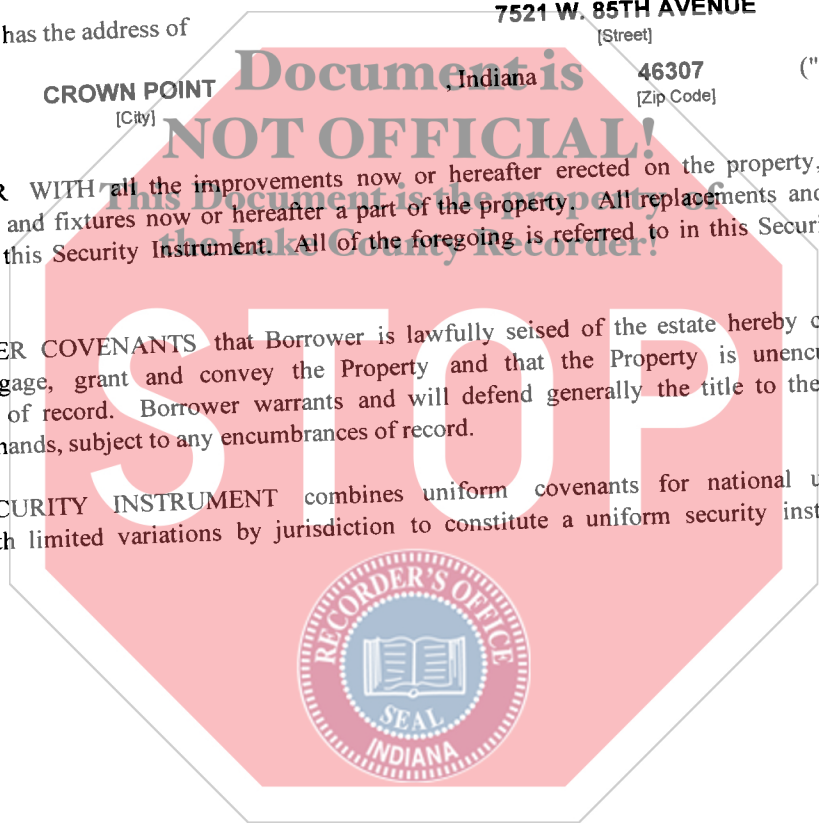 7521 W. 85TH AVENUE
has the address of
[Street]
CROWN POINT , Indiana 46307 ("
[City] [Zip Code]
Document is
NOT OFFICIAL!
This Document is the property of
the Lake County Recorder!
R WITH all the improvements now or hereafter erected on the property,
and fixtures now or hereafter a part of the property. All replacements and
this Security Instrument. All of the foregoing is referred to in this Securi
ER COVENANTS that Borrower is lawfully seised of the estate hereby c
gage, grant and convey the Property and that the Property is unencu
of record. Borrower warrants and will defend generally the title to the
nands, subject to any encumbrances of record.
STOP
CURITY INSTRUMENT combines uniform covenants for national u
th limited variations by jurisdiction to constitute a uniform security inst
RECORDER'S OFFICE
SEAL
INDIANA